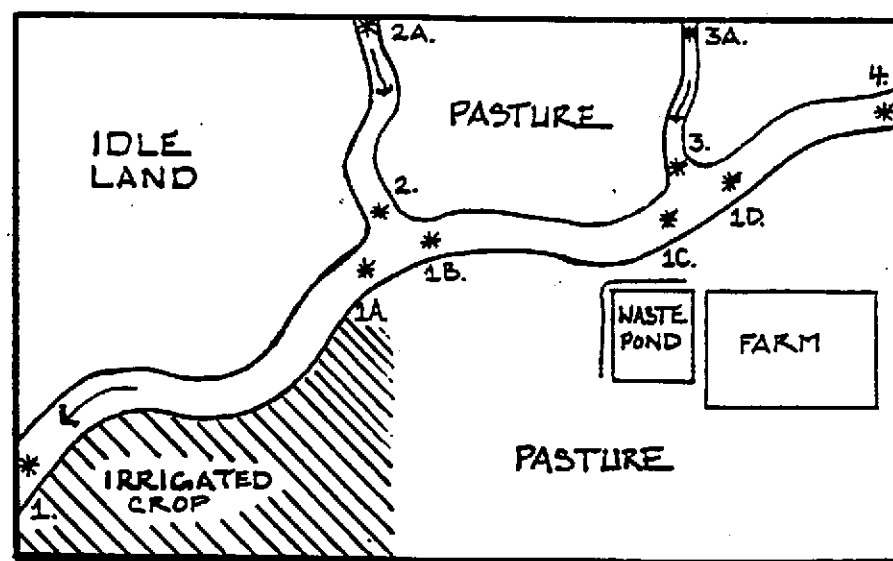 2A.
3A.
4.
PASTURE
IDLE
LAND
3.
2.
1D.
1B.
1C.
1A.
WASTE
POND
FARM
PASTURE
IRRIGATED
CROP
1.